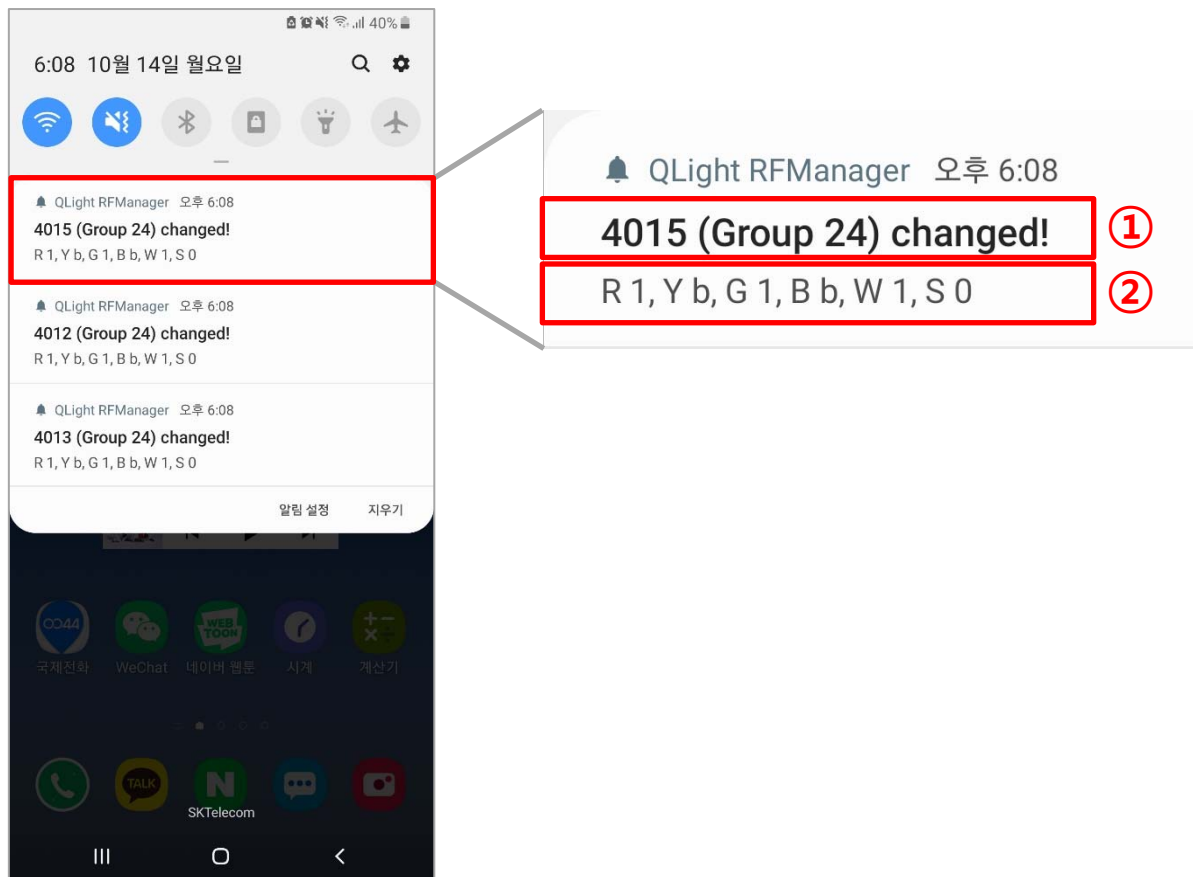 40%
6:08 10월 14일 월요일
QLight RFManager 오후 6:08
4015 (Group 24) changed!
R 1, Y b, G 1, B b, W 1, S 0
QLight RFManager 오후 6:08
4012 (Group 24) changed!
R 1, Y b, G 1, B b, W 1, S 0
QLight RFManager 오후 6:08
4013 (Group 24) changed!
R 1, Y b, G 1, B b, W 1, S 0
알림 설정 지우기
OO44 WEB TOON
국제전화 WeChat 네이버 웹툰 시계 계산기
TALK N
SKTelecom
QLight RFManager 오후 6:08
4015 (Group 24) changed! ①
R 1, Y b, G 1, B b, W 1, S 0 ②